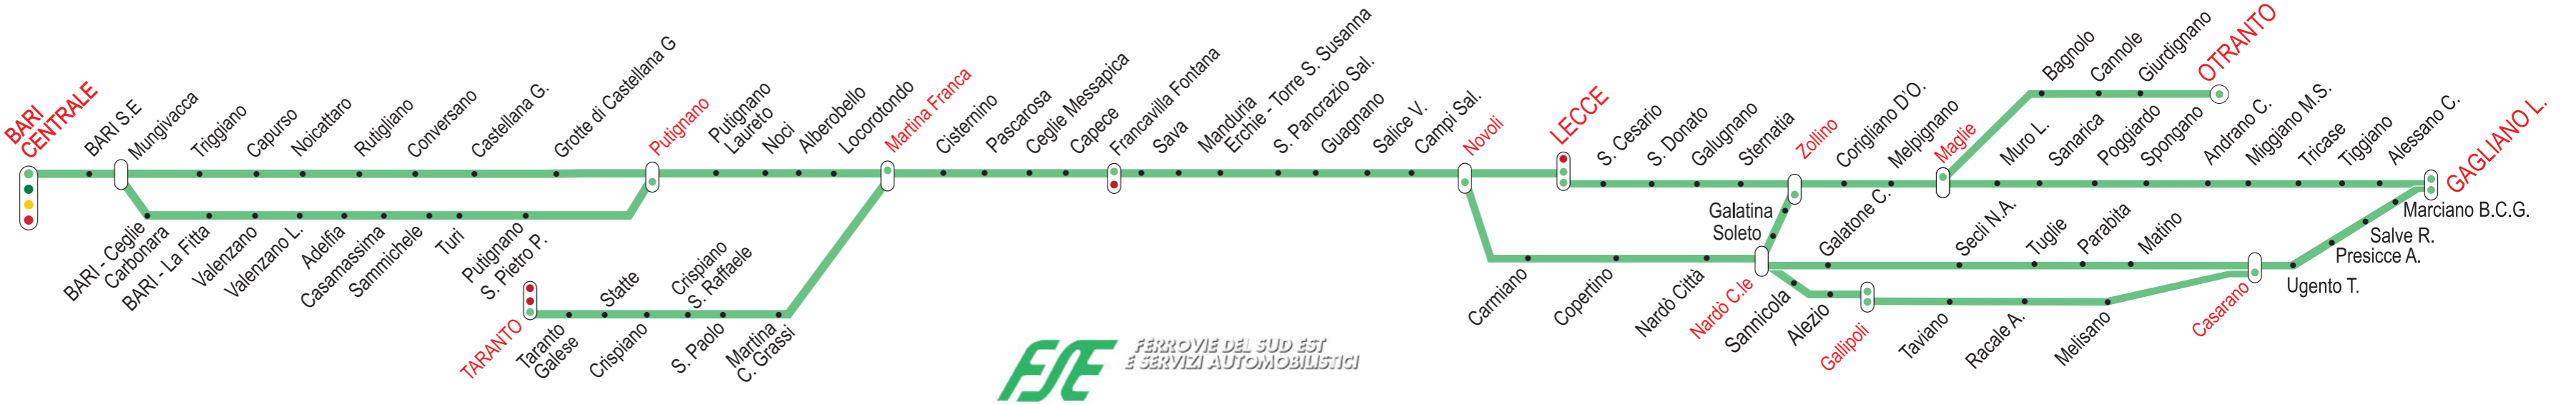 BARI
CENTRALE
BARI S.E
Mungivacca
Triggiano
Capurso
Noicattaro
Rutigliano
Conversano
Castellana G.
Grotte di Castellana G
Putignano
Putignano
Laureto
Noci
Alberobello
Locorotondo
Martina Franca
Cisternino
Pascarosa
Ceglie Messapica
Capece
Francavilla Fontana
Sava
Manduria
Erchie - Torre S. Susanna
S. Pancrazio Sal.
Guagnano
Salice V.
Campi Sal.
Novoli
LECCE
S. Cesario
S. Donato
Galugnano
Sternatia
Zollino
Corigliano D'O.
Melpignano
Maglie
Bagnolo
Cannole
Giurdignano
OTRANTO
Muro L.
Sanarica
Poggiardo
Spongano
Andrano C.
Miggiano M.S.
Tricase
Tiggiano
Alessano C.
GAGLIANO L.
BARI - Ceglie
Carbonara
BARI - La Fitta
Valenzano
Valenzano L.
Adelfia
Casamassima
Sammichele
Turi
Putignano
S. Pietro P.
TARANTO
Taranto
Galese
Statte
Crispiano
Crispiano
S. Raffaele
S. Paolo
Martina
C. Grassi
Carmiano
Copertino
Nardò Città
Nardò C.le
Galatina
Soleto
Galatone C.
Secli N.A.
Tuglie
Parabita
Matino
Sannicola
Alezio
Gallipoli
Taviano
Racale A.
Melisano
Casarano
Ugento T.
Presicce A.
Salve R.
Marciano B.C.G.
FSE
FERROVIE DEL SUD EST
E SERVIZI AUTOMOBILISTICI